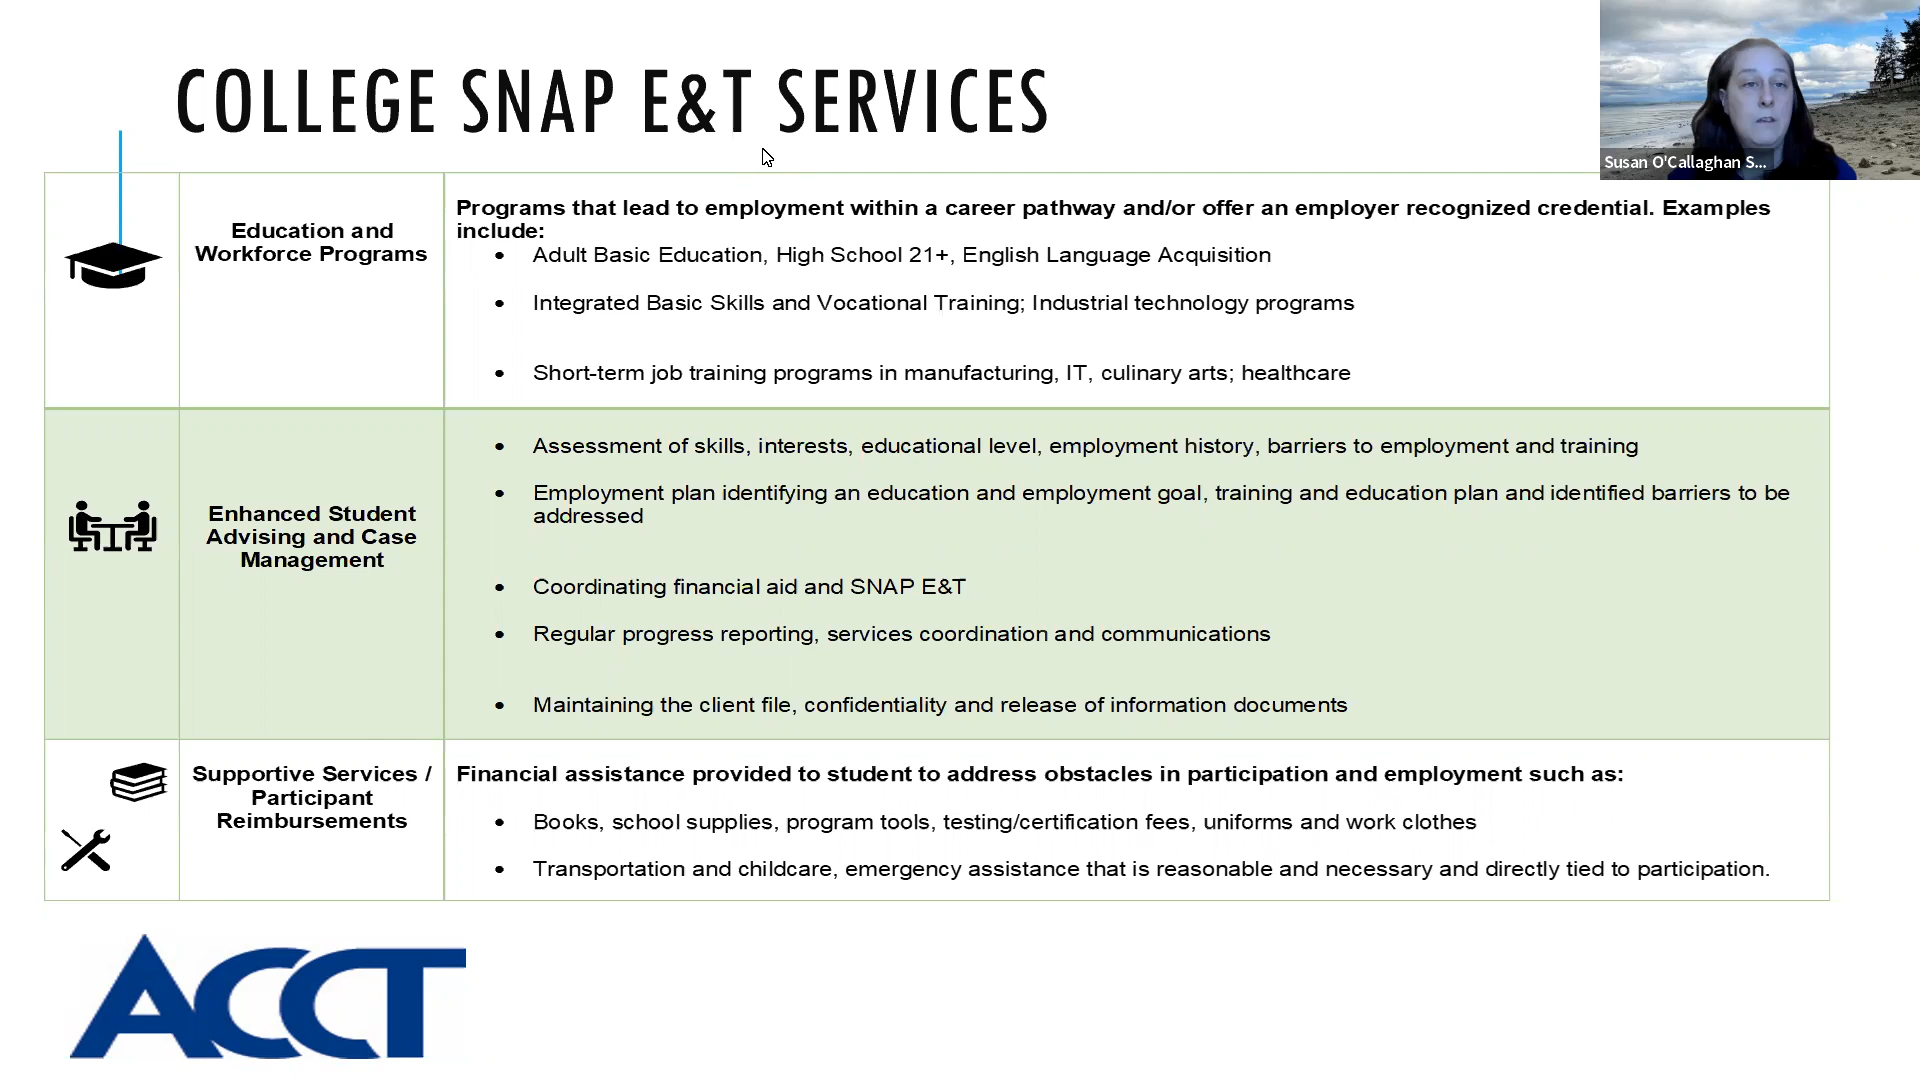 COLLEGE SNAP E&T SERVICES
Susan O'Callaghan S...
Education and
Workforce Programs
Programs that lead to employment within a career pathway and/or offer an employer recognized credential. Examples
include:
• Adult Basic Education, High School 21+, English Language Acquisition
• Integrated Basic Skills and Vocational Training; Industrial technology programs
• Short-term job training programs in manufacturing, IT, culinary arts; healthcare
Enhanced Student
Advising and Case
Management
• Assessment of skills, interests, educational level, employment history, barriers to employment and training
• Employment plan identifying an education and employment goal, training and education plan and identified barriers to be
addressed
• Coordinating financial aid and SNAP E&T
• Regular progress reporting, services coordination and communications
• Maintaining the client file, confidentiality and release of information documents
Supportive Services /
Participant
Reimbursements
Financial assistance provided to student to address obstacles in participation and employment such as:
• Books, school supplies, program tools, testing/certification fees, uniforms and work clothes
• Transportation and childcare, emergency assistance that is reasonable and necessary and directly tied to participation.
ACCT